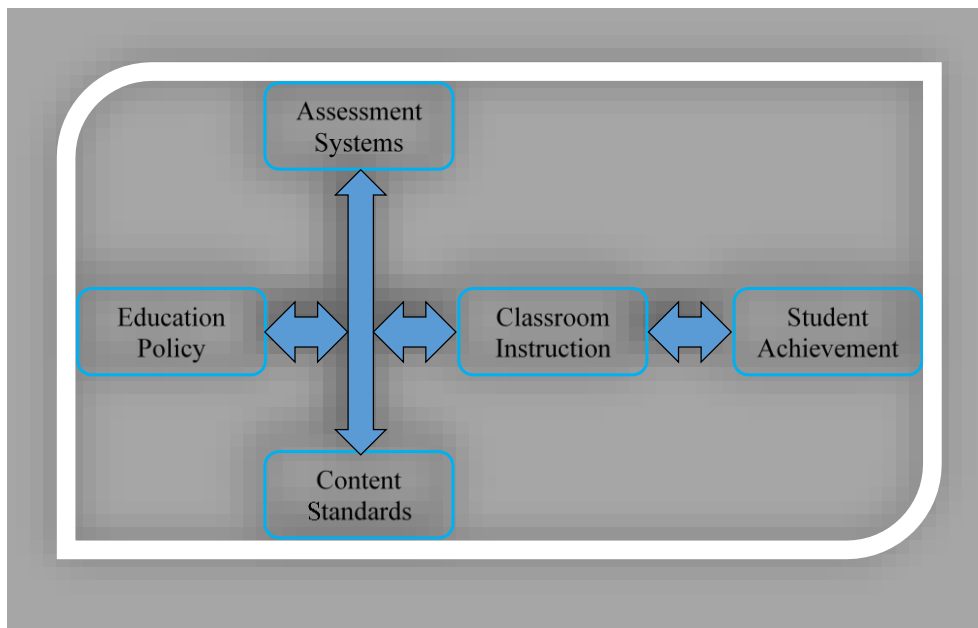 Assessment
Systems
Education
Policy
Classroom
Instruction
Student
Achievement
Content
Standards